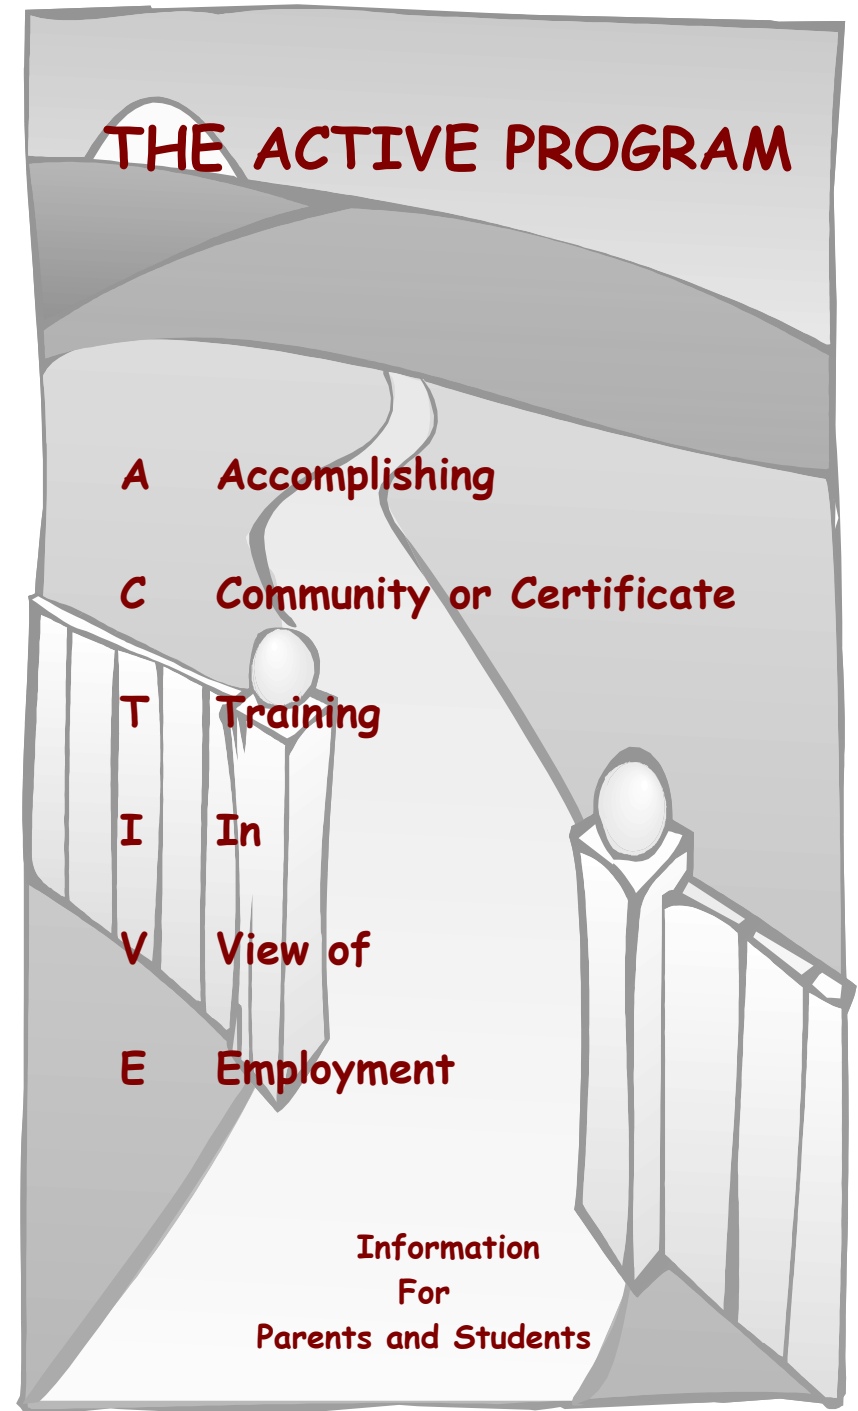 THE ACTIVE PROGRAM
A Accomplishing
C Community or Certificate
T Training
I In
V View of
E Employment
Information
For
Parents and Students